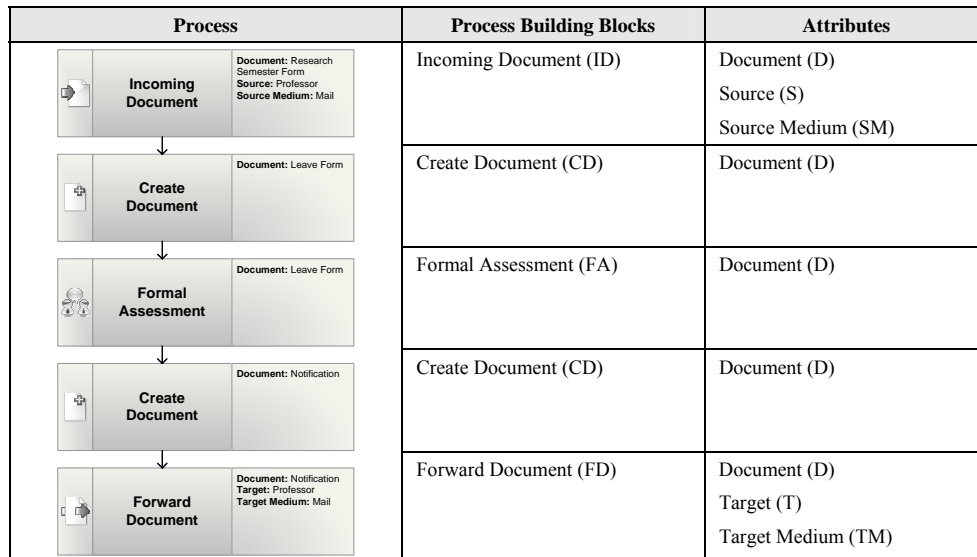 Process Process Building Blocks Attributes
Incoming
Document
Document: Research
Semester Form
Source: Professor
Source Medium: Mail
Incoming Document (ID)
Document (D)
Source (S)
Source Medium (SM)
Create
Document
Document: Leave Form
Create Document (CD)
Document (D)
Formal
Assessment
Document: Leave Form
Formal Assessment (FA)
Document (D)
Create
Document
Document: Notification
Create Document (CD)
Document (D)
Forward
Document
Document: Notification
Target: Professor
Target Medium: Mail
Forward Document (FD)
Document (D)
Target (T)
Target Medium (TM)